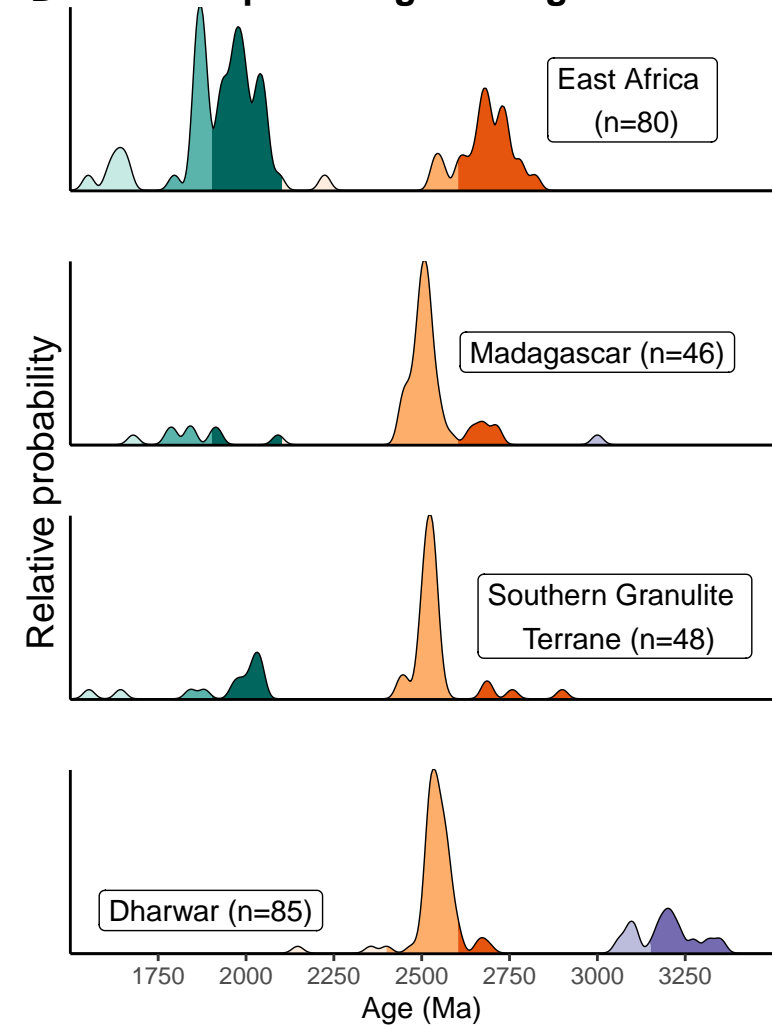 East Africa
(n=80)
Madagascar (n=46)
Relative probability
Southern Granulite
Terrane (n=48)
Dharwar (n=85)
1750 2000 2250 2500 2750 3000 3250
Age (Ma)